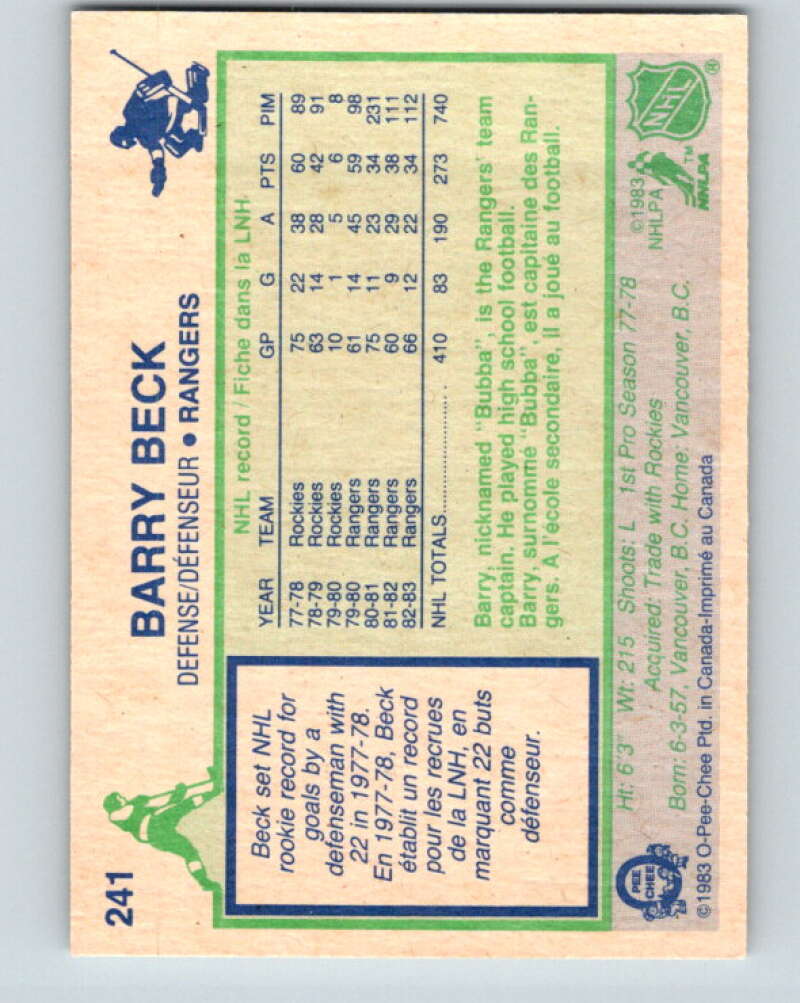 241
BARRY BECK
DEFENSE/DÉFENSEUR • RANGERS
Beck set NHL
rookie record for
goals by a
defenseman with
22 in 1977-78.
En 1977-78, Beck
établit un record
pour les recrues
de la LNH, en
marquant 22 buts
comme
défenseur.
NHL record / Fiche dans la LNH
YEAR TEAM GP G A PTS PIM
77-78 Rockies 75 22 38 60 89
78-79 Rockies 63 14 28 42 91
79-80 Rockies 10 1 5 6 8
79-80 Rangers 61 14 45 59 98
80-81 Rangers 75 11 23 34 231
81-82 Rangers 60 9 29 38 111
82-83 Rangers 66 12 22 34 112
NHL TOTALS.................... 410 83 190 273 740
Barry, nicknamed "Bubba", is the Rangers' team
captain. He played high school football.
Barry, surnommé "Bubba", est capitaine des Ran-
gers. A l'école secondaire, il a joué au football.
Ht: 6'3" Wt: 215 Shoots: L 1st Pro Season 77-78
Acquired: Trade with Rockies
Born: 6-3-57, Vancouver, B.C. Home: Vancouver, B.C.
©1983 O-Pee-Chee Ptd. in Canada-Imprimé au Canada
O
PEE
CHEE
©1983
NHLPA
TM
NHLPA
NHL
®